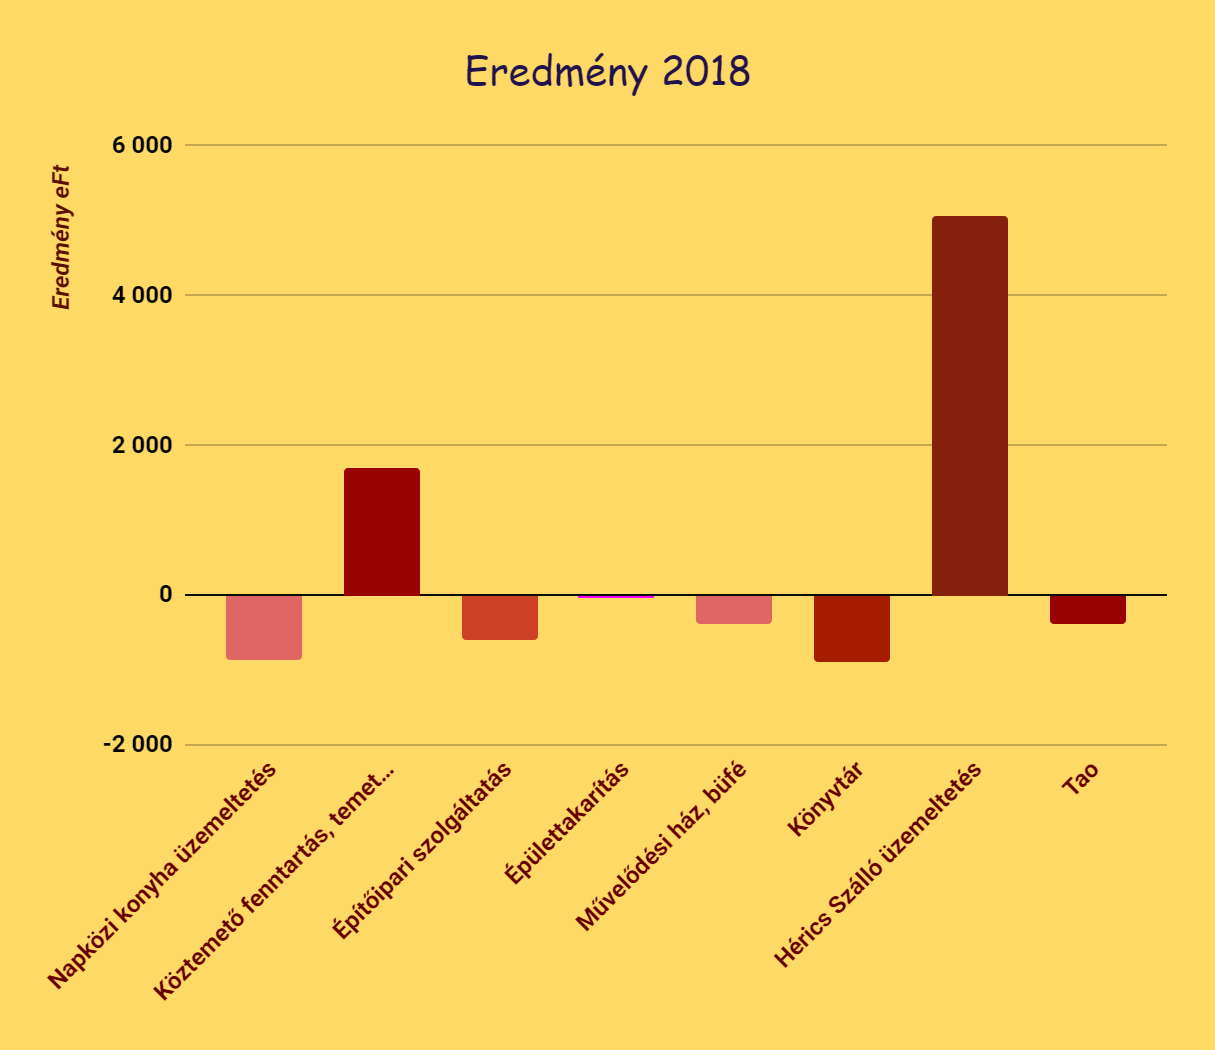 Eredmény 2018
Eredmény eFt
6 000
4 000
2 000
0
-2 000
Napközi konyha üzemeltetés
Köztemető fenntartás, temet...
Építőipari szolgáltatás
Épülettakarítás
Művelődési ház, büfé
Könyvtár
Hérics Szálló üzemeltetés
Tao